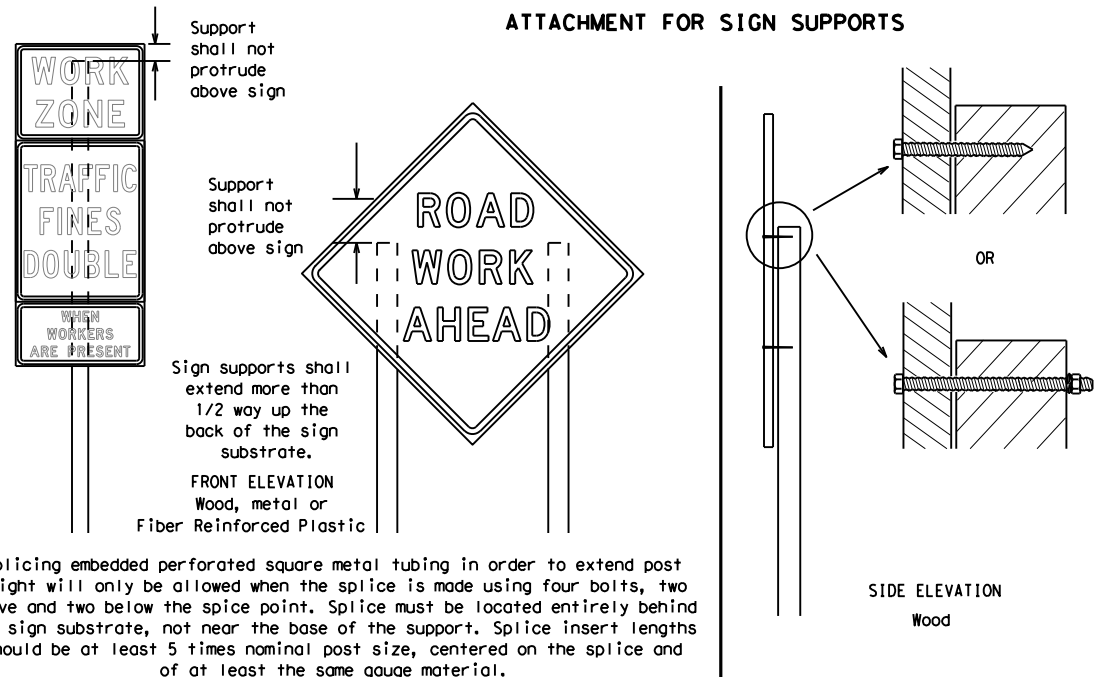 ATTACHMENT FOR SIGN SUPPORTS
Support
shall not
protrude
above sign
WORK
ZONE
TRAFFIC
FINES
DOUBLE
WHEN
WORKERS
ARE PRESENT
Support
shall not
protrude
above sign
ROAD
WORK
AHEAD
Sign supports shall
extend more than
1/2 way up the
back of the sign
substrate.
FRONT ELEVATION
Wood, metal or
Fiber Reinforced Plastic
OR
SIDE ELEVATION
Wood
plicing embedded perforated square metal tubing in order to extend post
ight will only be allowed when the splice is made using four bolts, two
ve and two below the spice point. Splice must be located entirely behind
sign substrate, not near the base of the support. Splice insert lengths
ould be at least 5 times nominal post size, centered on the splice and
of at least the same gauge material.